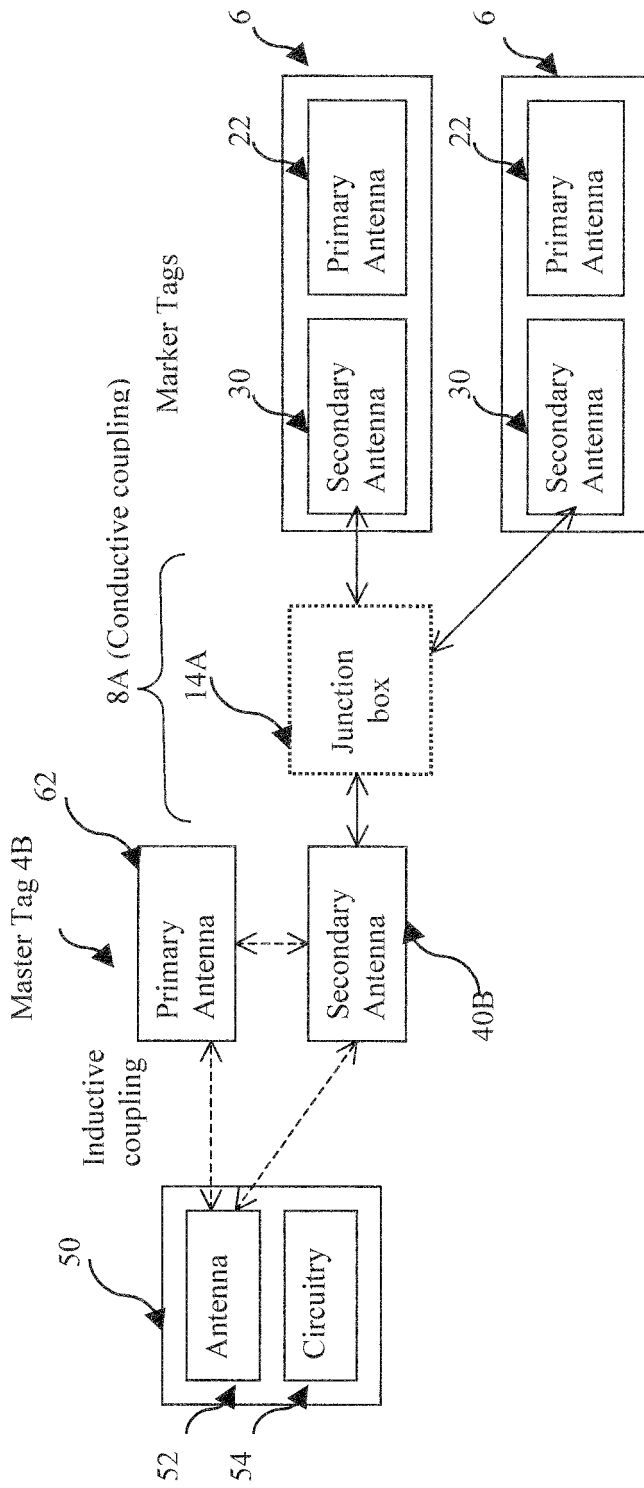 50
Antenna
Circuitry
52
54
Inductive
coupling
Master Tag 4B
62
Primary
Antenna
Secondary
Antenna
40B
8A (Conductive coupling)
14A
Junction
box
Marker Tags
30
22
6
Secondary
Antenna
Primary
Antenna
30
22
6
Secondary
Antenna
Primary
Antenna